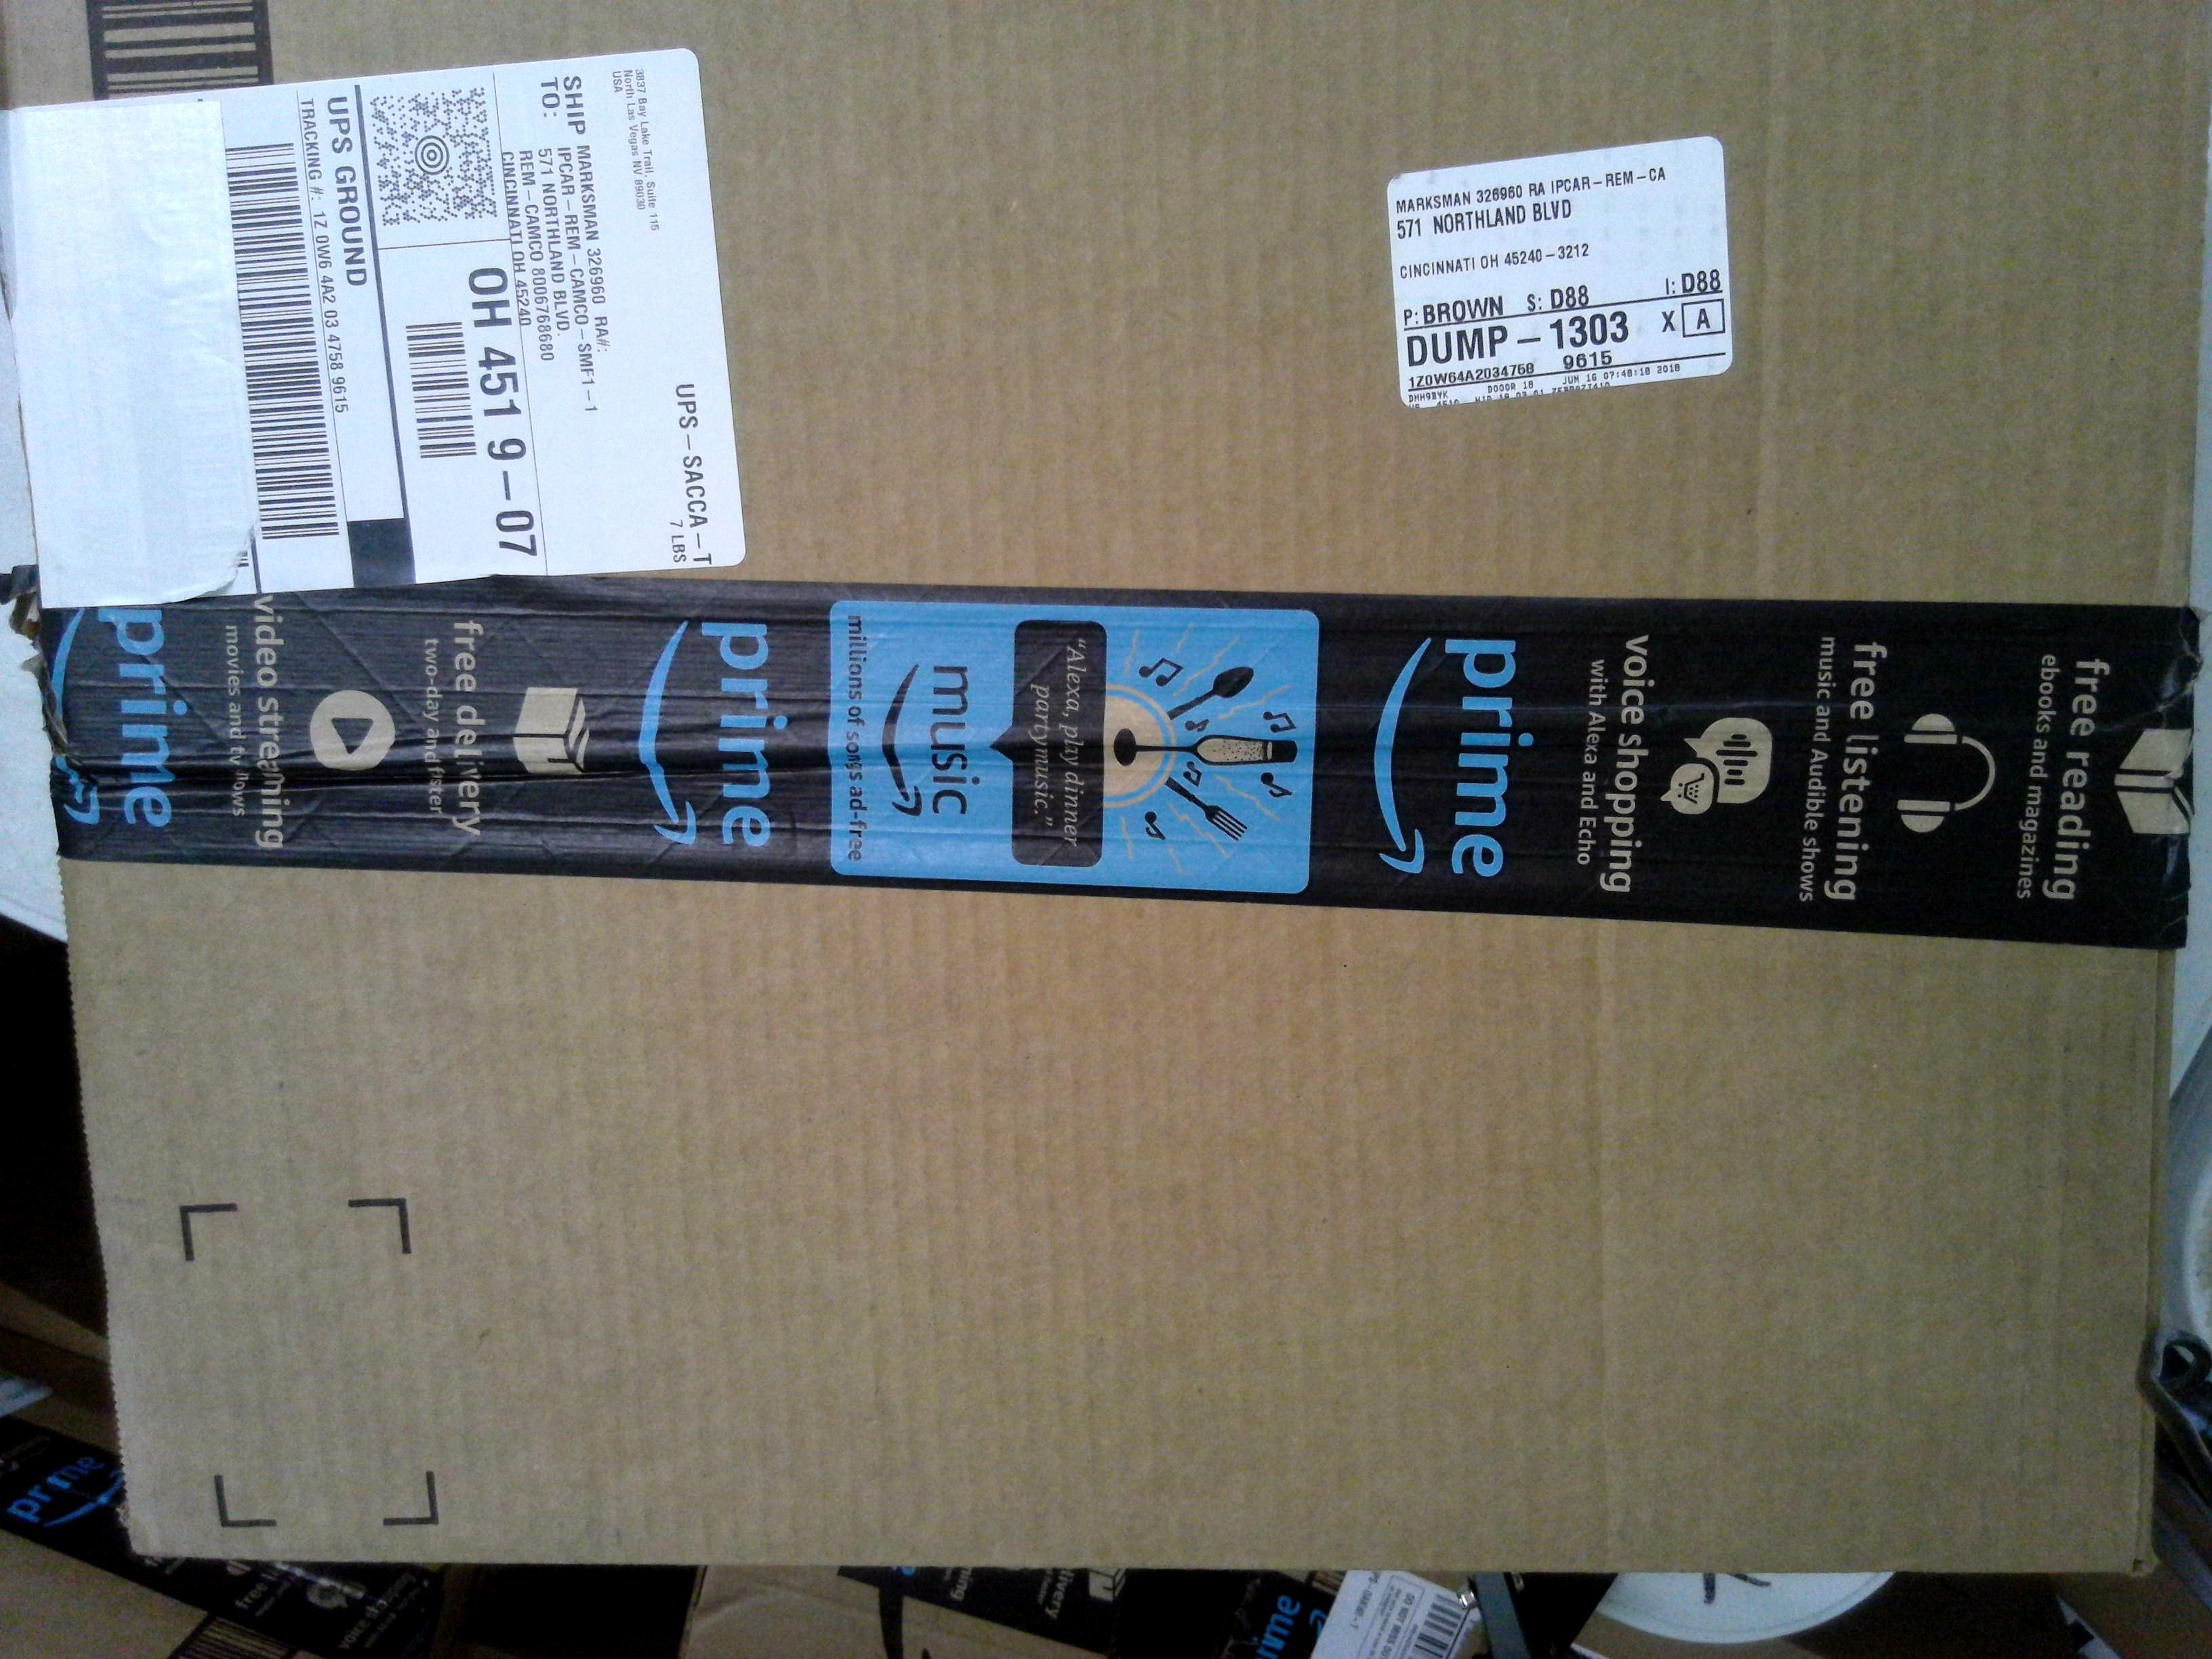 3837 Bay Lake Trail, Suite 115
North Las Vegas NV 89030
USA
UPS-SACCA-T
7 LBS
SHIP TO:
MARKSMAN 326960 RA#:
IPCAR-REM-CAMCO-SMF1-1
571 NORTHLAND BLVD.
REM-CAMCO 8006768680
CINCINNATI OH 45240
OH 451 9-07
UPS GROUND
TRACKING #: 1Z 0W6 4A2 03 4758 9615
MARKSMAN 326960 RA IPCAR-REM-CA
571 NORTHLAND BLVD
CINCINNATI OH 45240-3212
P: BROWN S: D88 I: D88
DUMP-1303 X A
1Z0W64A2034758 9615
JUN 16 07:48:18 2018
free reading
ebooks and magazines
free listening
music and Audible shows
voice shopping
with Alexa and Echo
prime
"Alexa, play dinner
party music."
music
millions of songs ad-free
prime
free delivery
two-day and faster
video streaming
movies and tv shows
prime
prime
prime